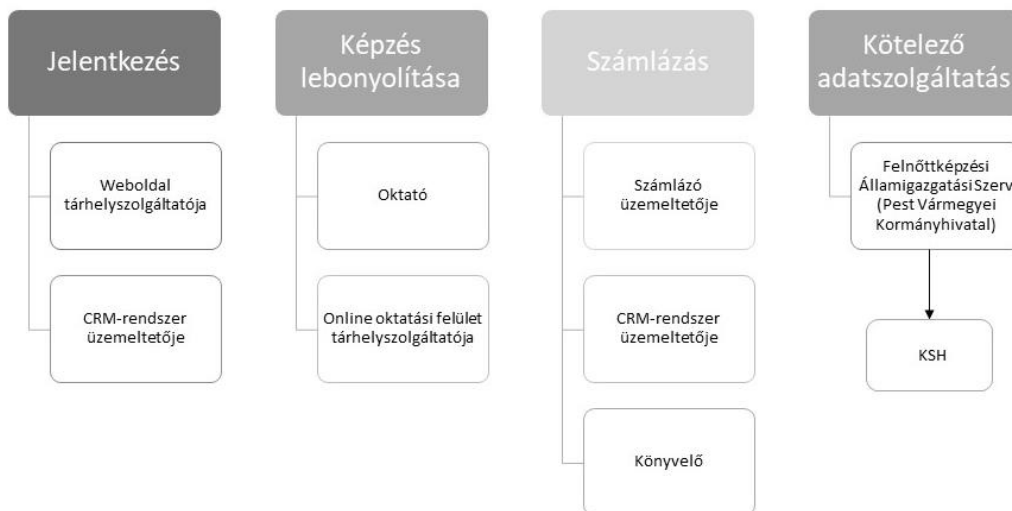 Jelentkezés
Weboldal
tárhelyszolgáltatója
CRM-rendszer
üzemeltetője
Képzés
lebonyolítása
Oktató
Online oktatási felület
tárhelyszolgáltatója
Számlázás
Számlázó
üzemeltetője
CRM-rendszer
üzemeltetője
Könyvelő
Kötelező
adatszolgáltatás
Felnőttképzési
Államigazgatási Szerv
(Pest Vármegyei
Kormányhivatal)
KSH